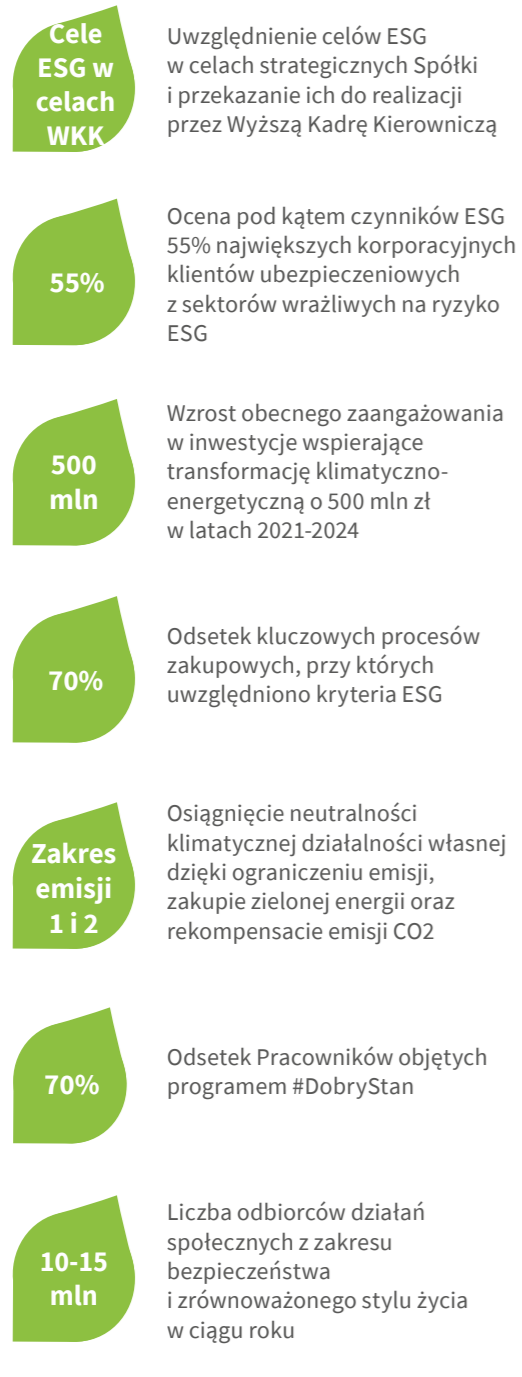 Cele
ESG w
celach
WKK
Uwzględnienie celów ESG
w celach strategicznych Spółki
i przekazanie ich do realizacji
przez Wyższą Kadrę Kierowniczą
55%
Ocena pod kątem czynników ESG
55% największych korporacyjnych
klientów ubezpieczeniowych
z sektorów wrażliwych na ryzyko
ESG
500
mln
Wzrost obecnego zaangażowania
w inwestycje wspierające
transformację klimatyczno-
energetyczną o 500 mln zł
w latach 2021-2024
70%
Odsetek kluczowych procesów
zakupowych, przy których
uwzględniono kryteria ESG
Zakres
emisji
1 i 2
Osiągnięcie neutralności
klimatycznej działalności własnej
dzięki ograniczeniu emisji,
zakupie zielonej energii oraz
rekompensacie emisji CO2
70%
Odsetek Pracowników objętych
programem #DobryStan
10-15
mln
Liczba odbiorców działań
społecznych z zakresu
bezpieczeństwa
i zrównoważonego stylu życia
w ciągu roku